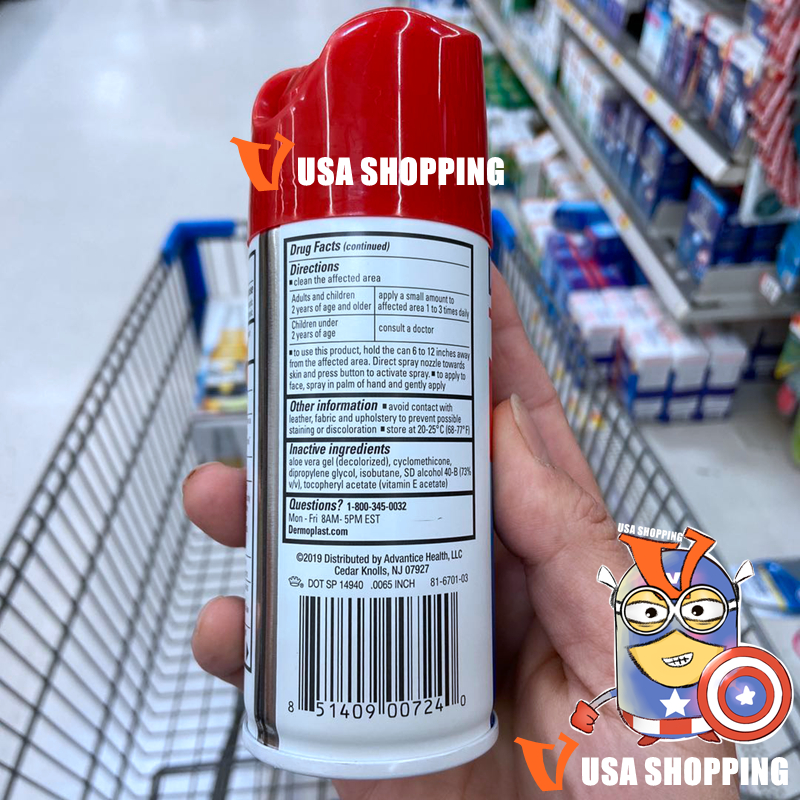 V USA SHOPPING
Drug Facts (continued)
Directions
■ clean the affected area
Adults and children
2 years of age and older
apply a small amount to
affected area 1 to 3 times daily
Children under
2 years of age
consult a doctor
■ to use this product, hold the can 6 to 12 inches away
from the affected area. Direct spray nozzle towards
skin and press button to activate spray. ■ to apply to
face, spray in palm of hand and gently apply
Other information ■ avoid contact with
leather, fabric and upholstery to prevent possible
staining or discoloration ■ store at 20-25°C (68-77°F)
Inactive ingredients
aloe vera gel (decolorized), cyclomethicone,
dipropylene glycol, isobutane, SD alcohol 40-B (73%
v/v), tocopheryl acetate (vitamin E acetate)
Questions? 1-800-345-0032
Mon - Fri 8AM- 5PM EST
Dermoplast.com
©2019 Distributed by Advantice Health, LLC
Cedar Knolls, NJ 07927
DOT SP 14940 .0065 INCH 81-6701-03
8 51409 00724 0
USA SHOPPING
V
V
V USA SHOPPING